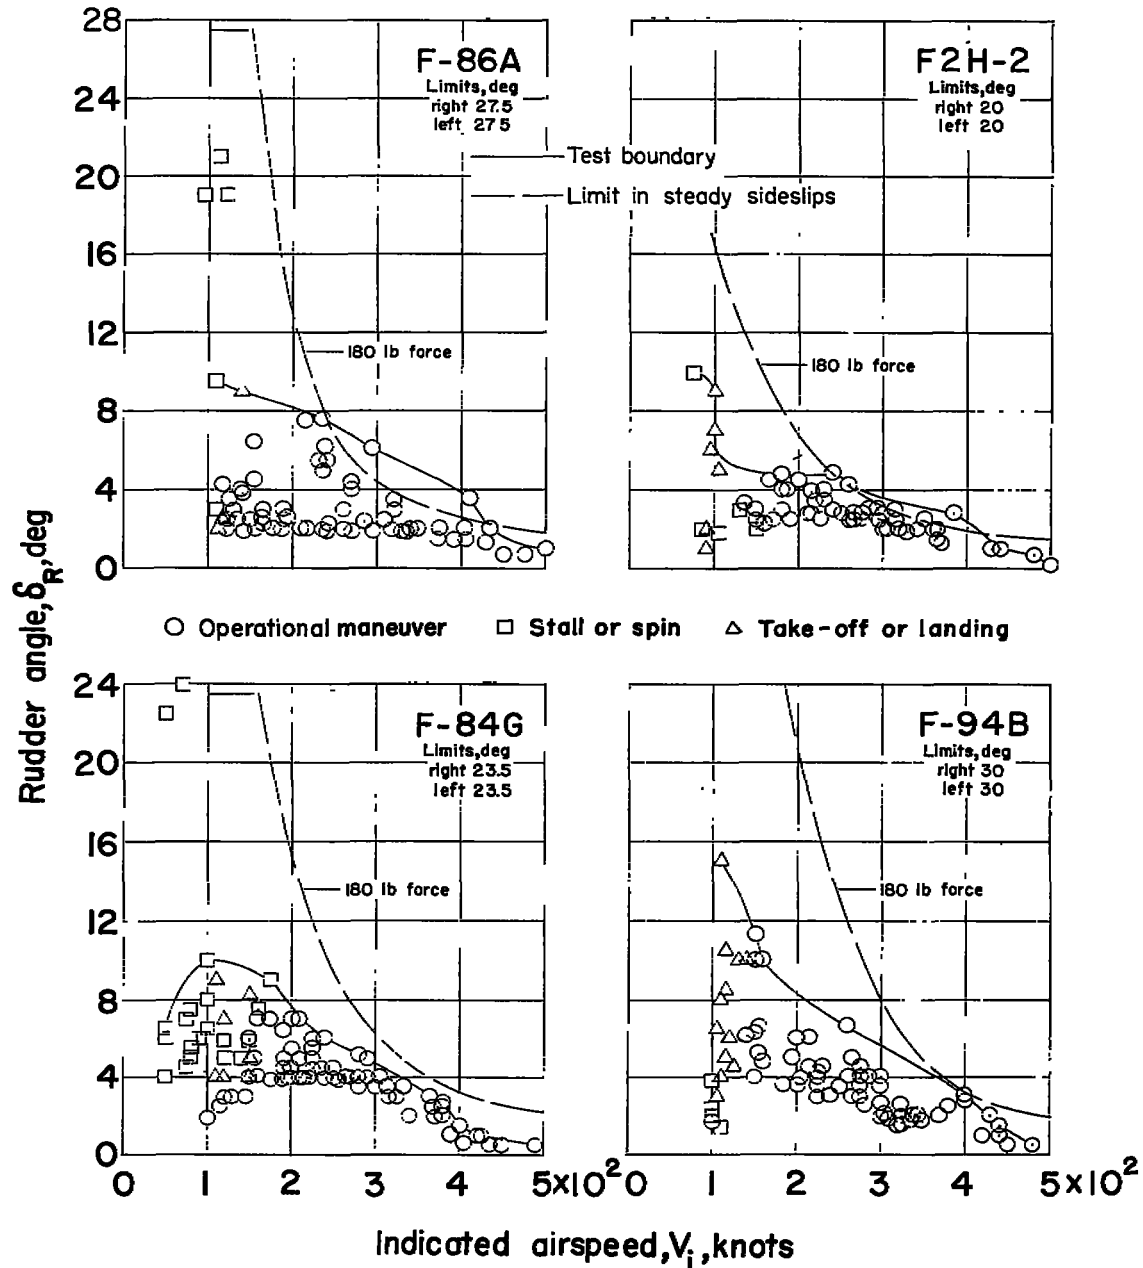 28
24
20
16
12
8
4
0
F-86A
Limits,deg
right 27.5
left 27 5
Test boundary
Limit in steady sideslips
180 lb force
F2H-2
Limits,deg
right 20
left 20
180 lb force
Rudder angle,δR,deg
Operational maneuver
Stall or spin
Take-off or landing
24
20
16
12
8
4
0
F-84G
Limits,deg
right 23.5
left 23.5
180 lb force
0 1 2 3 4 5×10²
F-94B
Limits,deg
right 30
left 30
180 lb force
0 1 2 3 4 5×10²
Indicated airspeed,Vi,knots